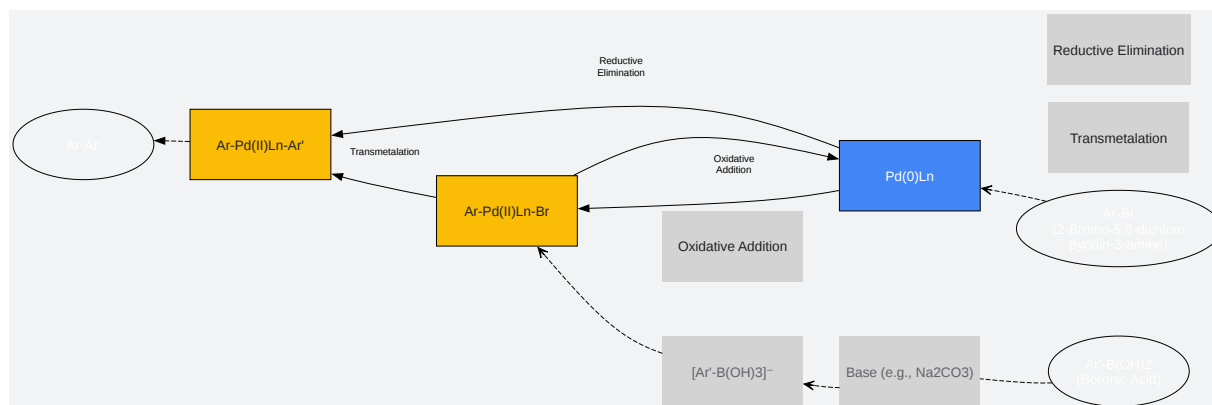 Reductive Elimination
Reductive
Elimination
Transmetalation
Ar-Ar'
Ar-Pd(II)Ln-Ar'
Transmetalation
Oxidative
Addition
Pd(0)Ln
Ar-Pd(II)Ln-Br
Ar-Br
(2-Bromo-5,6-dichloro
pyridin-3-amine)
Oxidative Addition
[Ar'-B(OH)3]⁻
Base (e.g., Na2CO3)
Ar'-B(OH)2
(Boronic Acid)